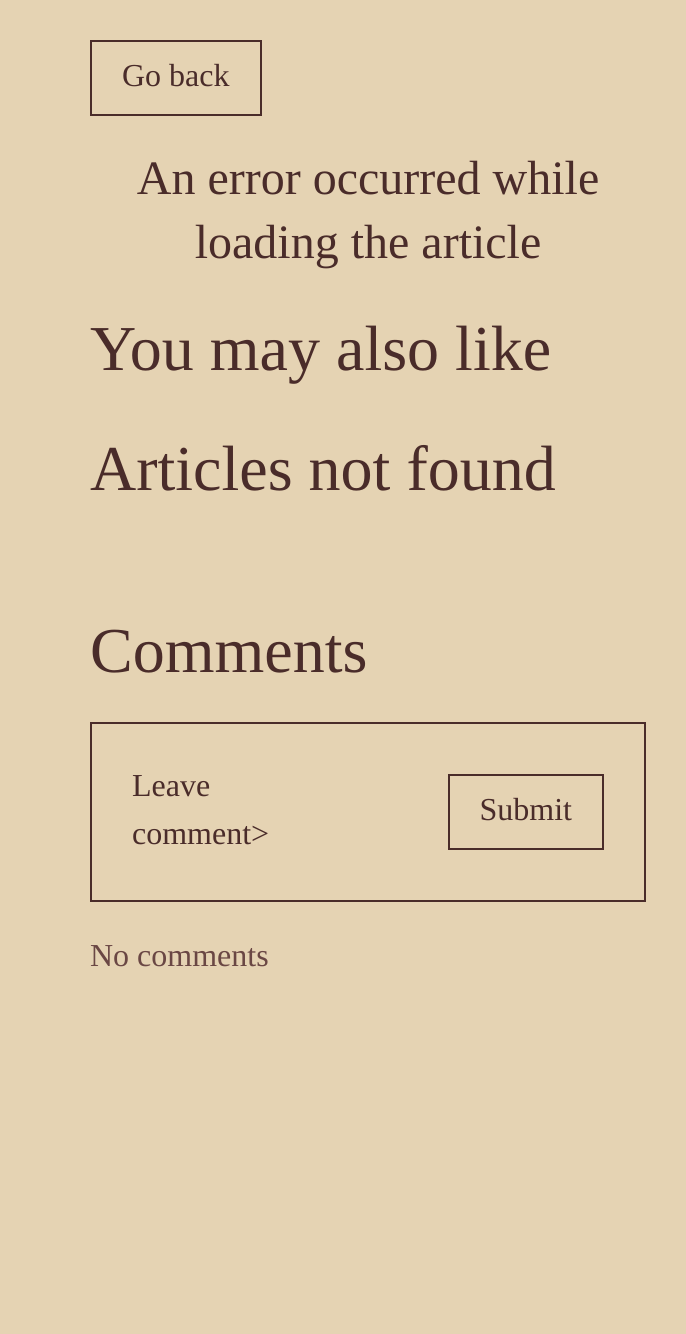 Go back
An error occurred while
loading the article
You may also like
Articles not found
Comments
Leave
comment>
Submit
No comments